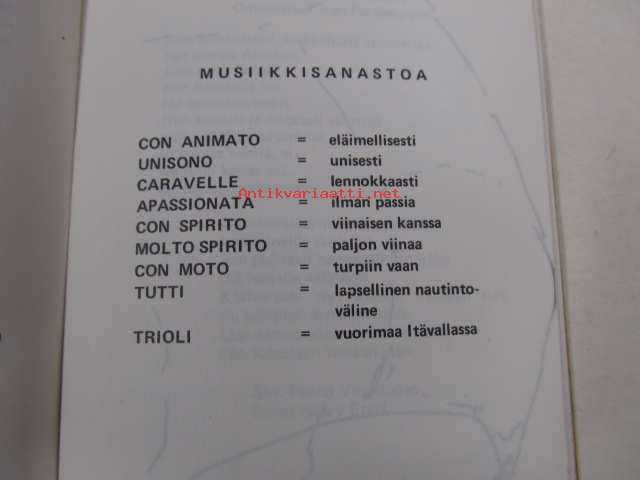 MUSIIKKISANASTOA
CON ANIMATO = eläimellisesti
UNISONO = unisesti
CARAVELLE = lennokkaasti
Antikvariaatti.net
APASSIONATA = ilman passia
CON SPIRITO = viinaisen kanssa
MOLTO SPIRITO = paljon viinaa
CON MOTO = turpiin vaan
TUTTI = lapsellinen nautinto-
väline
TRIOLI = vuorimaa Itävallassa